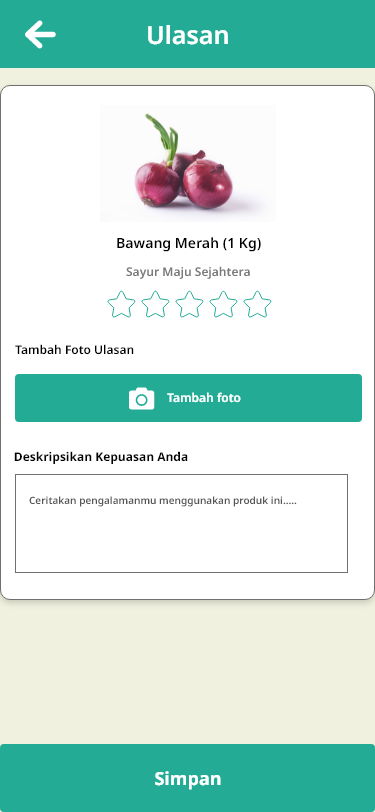 Ulasan
Bawang Merah (1 Kg)
Sayur Maju Sejahtera
Tambah Foto Ulasan
Tambah foto
Deskripsikan Kepuasan Anda
Ceritakan pengalamanmu menggunakan produk ini.....
Simpan